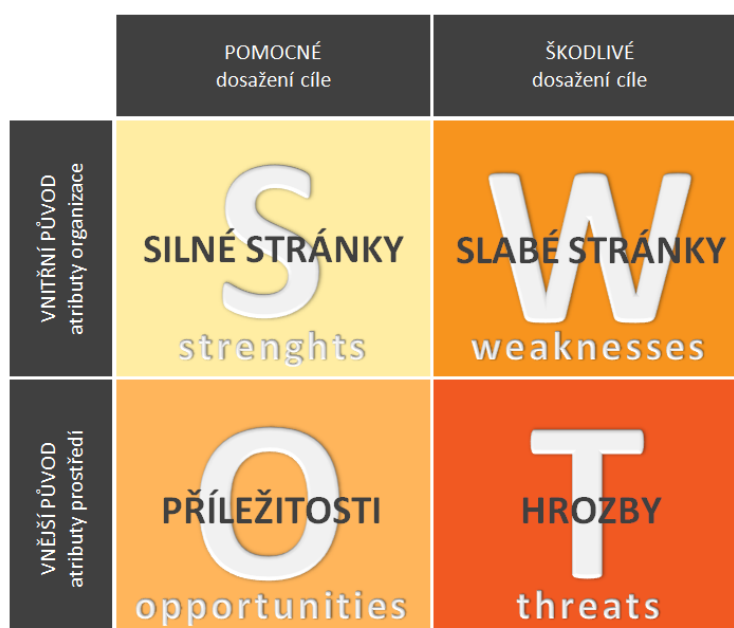 POMOCNÉ
dosažení cíle
ŠKODLIVÉ
dosažení cíle
VNITŘNÍ PŮVOD
atributy organizace
S
SILNÉ STRÁNKY
strenghts
W
SLABÉ STRÁNKY
weaknesses
VNĚJŠÍ PŮVOD
atributy prostředí
O
PŘÍLEŽITOSTI
opportunities
T
HROZBY
threats